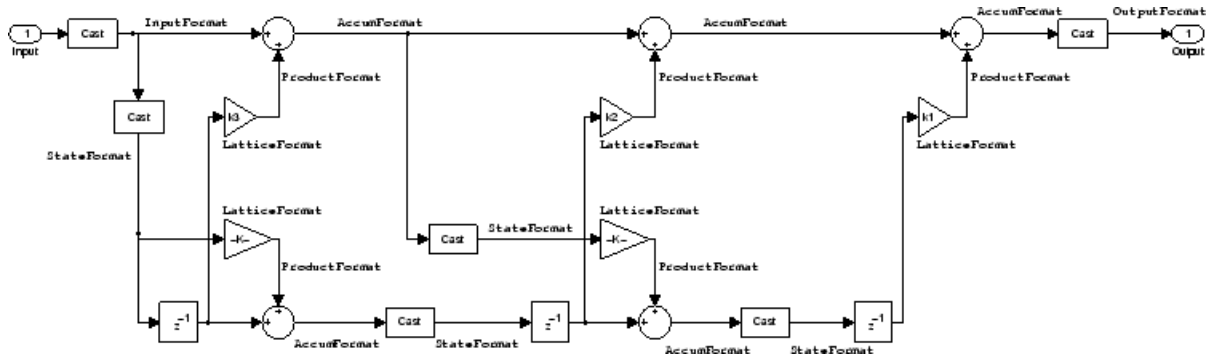 InputFormat
AccumFormat
AccumFormat
AccumFormat
OutputFormat
1
Input
Cast
+
+
+
+
+
+
Cast
1
Output
ProductFormat
ProductFormat
ProductFormat
Cast
k3
k2
k1
StateFormat
LatticeFormat
LatticeFormat
LatticeFormat
LatticeFormat
LatticeFormat
-K-
Cast
StateFormat
-K-
ProductFormat
ProductFormat
z-1
+
+
Cast
z-1
+
+
Cast
z-1
AccumFormat
StateFormat
AccumFormat
StateFormat